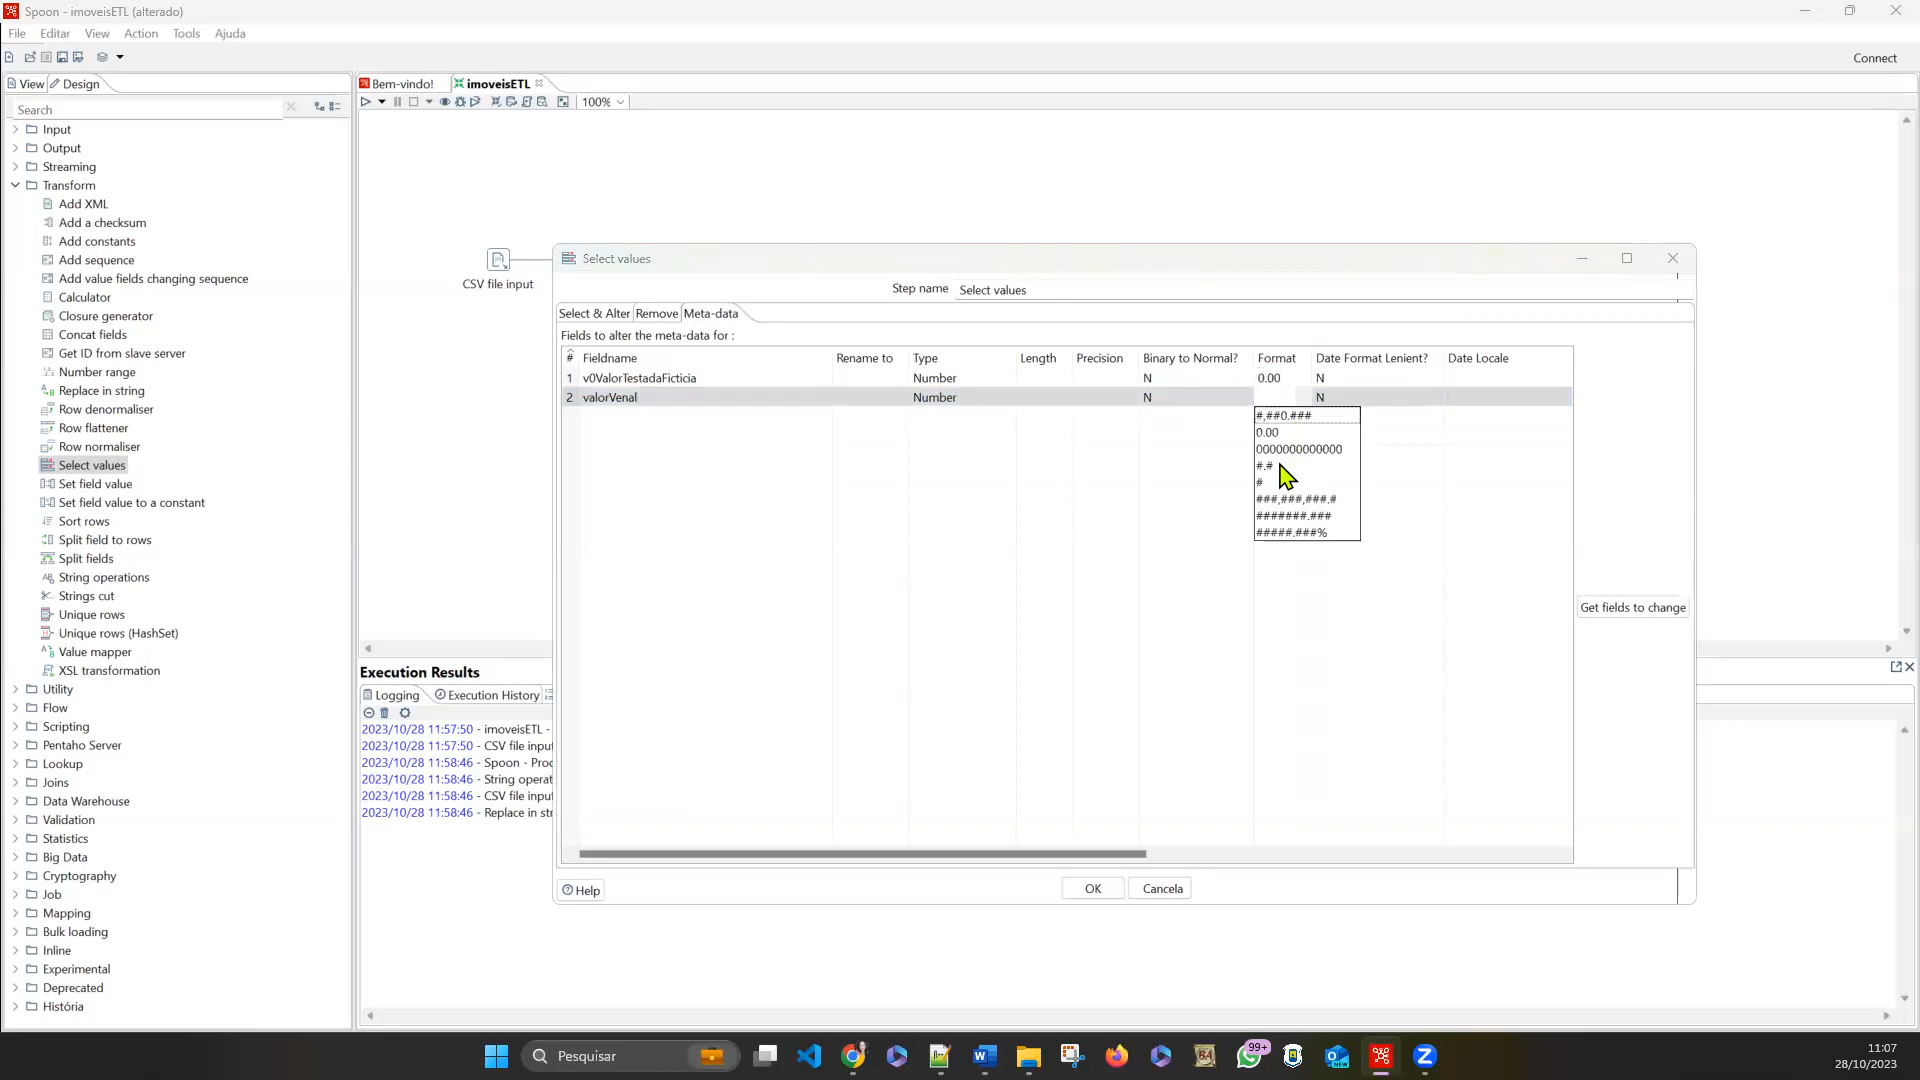 Spoon - imoveisETL (alterado)
File Editar View Action Tools Ajuda
Connect
View Design
Bem-vindo! imoveisETL
Search
100%
Input
Output
Streaming
Transform
Add XML
Add a checksum
Add constants
Add sequence
Add value fields changing sequence
Calculator
Closure generator
Concat fields
Get ID from slave server
Number range
Replace in string
Row denormaliser
Row flattener
Row normaliser
Select values
Set field value
Set field value to a constant
Sort rows
Split field to rows
Split fields
String operations
Strings cut
Unique rows
Unique rows (HashSet)
Value mapper
XSL transformation
Utility
Flow
Scripting
Pentaho Server
Lookup
Joins
Data Warehouse
Validation
Statistics
Big Data
Cryptography
Job
Mapping
Bulk loading
Inline
Experimental
Deprecated
História
CSV file input
Select values
Step name Select values
Select & Alter Remove Meta-data
Fields to alter the meta-data for :
# Fieldname Rename to Type Length Precision Binary to Normal? Format Date Format Lenient? Date Locale
1 v0ValorTestadaFicticia Number N 0.00 N
2 valorVenal Number N N
#,##0.###
0.00
0000000000000
#.#
#
###,###,###.#
#######.###
#####.###%
Get fields to change
Help
OK
Cancela
Execution Results
Logging Execution History
2023/10/28 11:57:50 - imoveisETL -
2023/10/28 11:57:50 - CSV file input
2023/10/28 11:58:46 - Spoon - Proc
2023/10/28 11:58:46 - String operat
2023/10/28 11:58:46 - CSV file input
2023/10/28 11:58:46 - Replace in str
Pesquisar
99+
NEW
11:07
28/10/2023